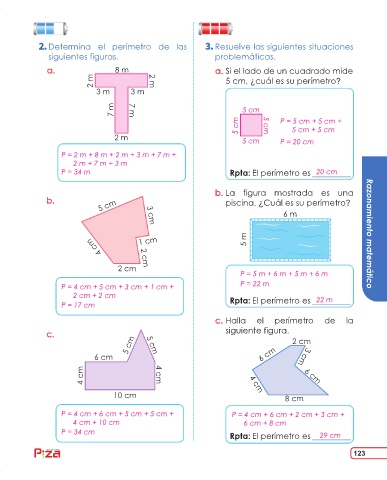 2. Determina el perímetro de las
siguientes figuras.
a.
8 m
2 m
2 m
3 m
3 m
7 m
7 m
2 m
P = 2 m + 8 m + 2 m + 3 m + 7 m +
2 m + 7 m + 3 m
P = 34 m
b.
5 cm
3 cm
4 cm
1 cm
2 cm
2 cm
P = 4 cm + 5 cm + 3 cm + 1 cm +
2 cm + 2 cm
P = 17 cm
c.
5 cm
5 cm
6 cm
4 cm
4 cm
10 cm
P = 4 cm + 6 cm + 5 cm + 5 cm +
4 cm + 10 cm
P = 34 cm
3. Resuelve las siguientes situaciones
problemáticas.
a. Si el lado de un cuadrado mide
5 cm, ¿cuál es su perímetro?
5 cm
5 cm
5 cm
5 cm
P = 5 cm + 5 cm +
5 cm + 5 cm
P = 20 cm
Rpta: El perímetro es 20 cm
b. La figura mostrada es una
piscina. ¿Cuál es su perímetro?
6 m
5 m
P = 5 m + 6 m + 5 m + 6 m
P = 22 m
Rpta: El perímetro es 22 m
c. Halla el perímetro de la
siguiente figura.
2 cm
6 cm
3 cm
4 cm
6 cm
8 cm
P = 4 cm + 6 cm + 2 cm + 3 cm +
6 cm + 8 cm
Rpta: El perímetro es 29 cm
Razonamiento matemático
Pizza
123